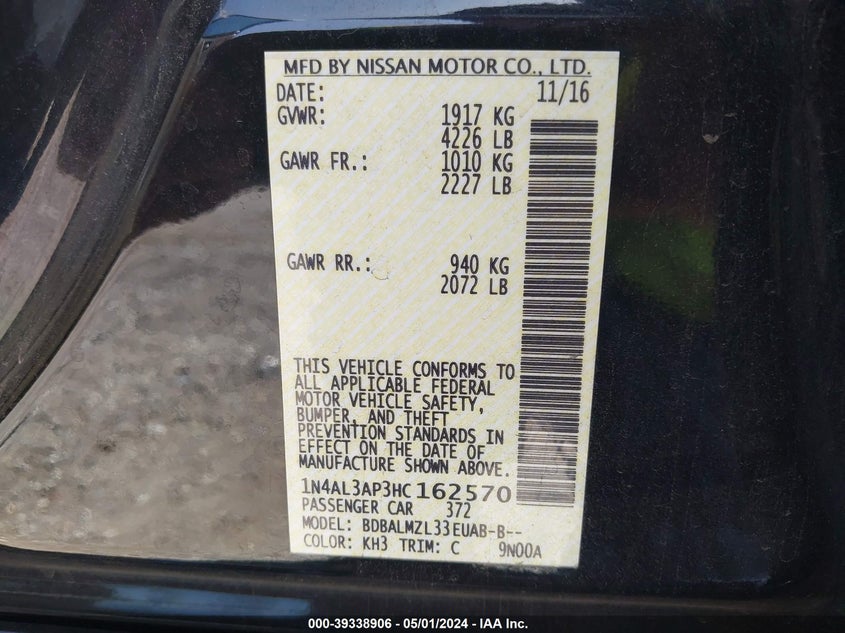 MFD BY NISSAN MOTOR CO., LTD.
DATE: 11/16
GVWR: 1917 KG
4226 LB
GAWR FR.: 1010 KG
2227 LB
GAWR RR.: 940 KG
2072 LB
THIS VEHICLE CONFORMS TO
ALL APPLICABLE FEDERAL
MOTOR VEHICLE SAFETY,
BUMPER, AND THEFT
PREVENTION STANDARDS IN
EFFECT ON THE DATE OF
MANUFACTURE SHOWN ABOVE.
1N4AL3AP3HC162570
PASSENGER CAR 372
MODEL: BDBALMZL33EUAB-B--
COLOR: KH3 TRIM: C 9N00A
000-39338906 - 05/01/2024 - IAA Inc.